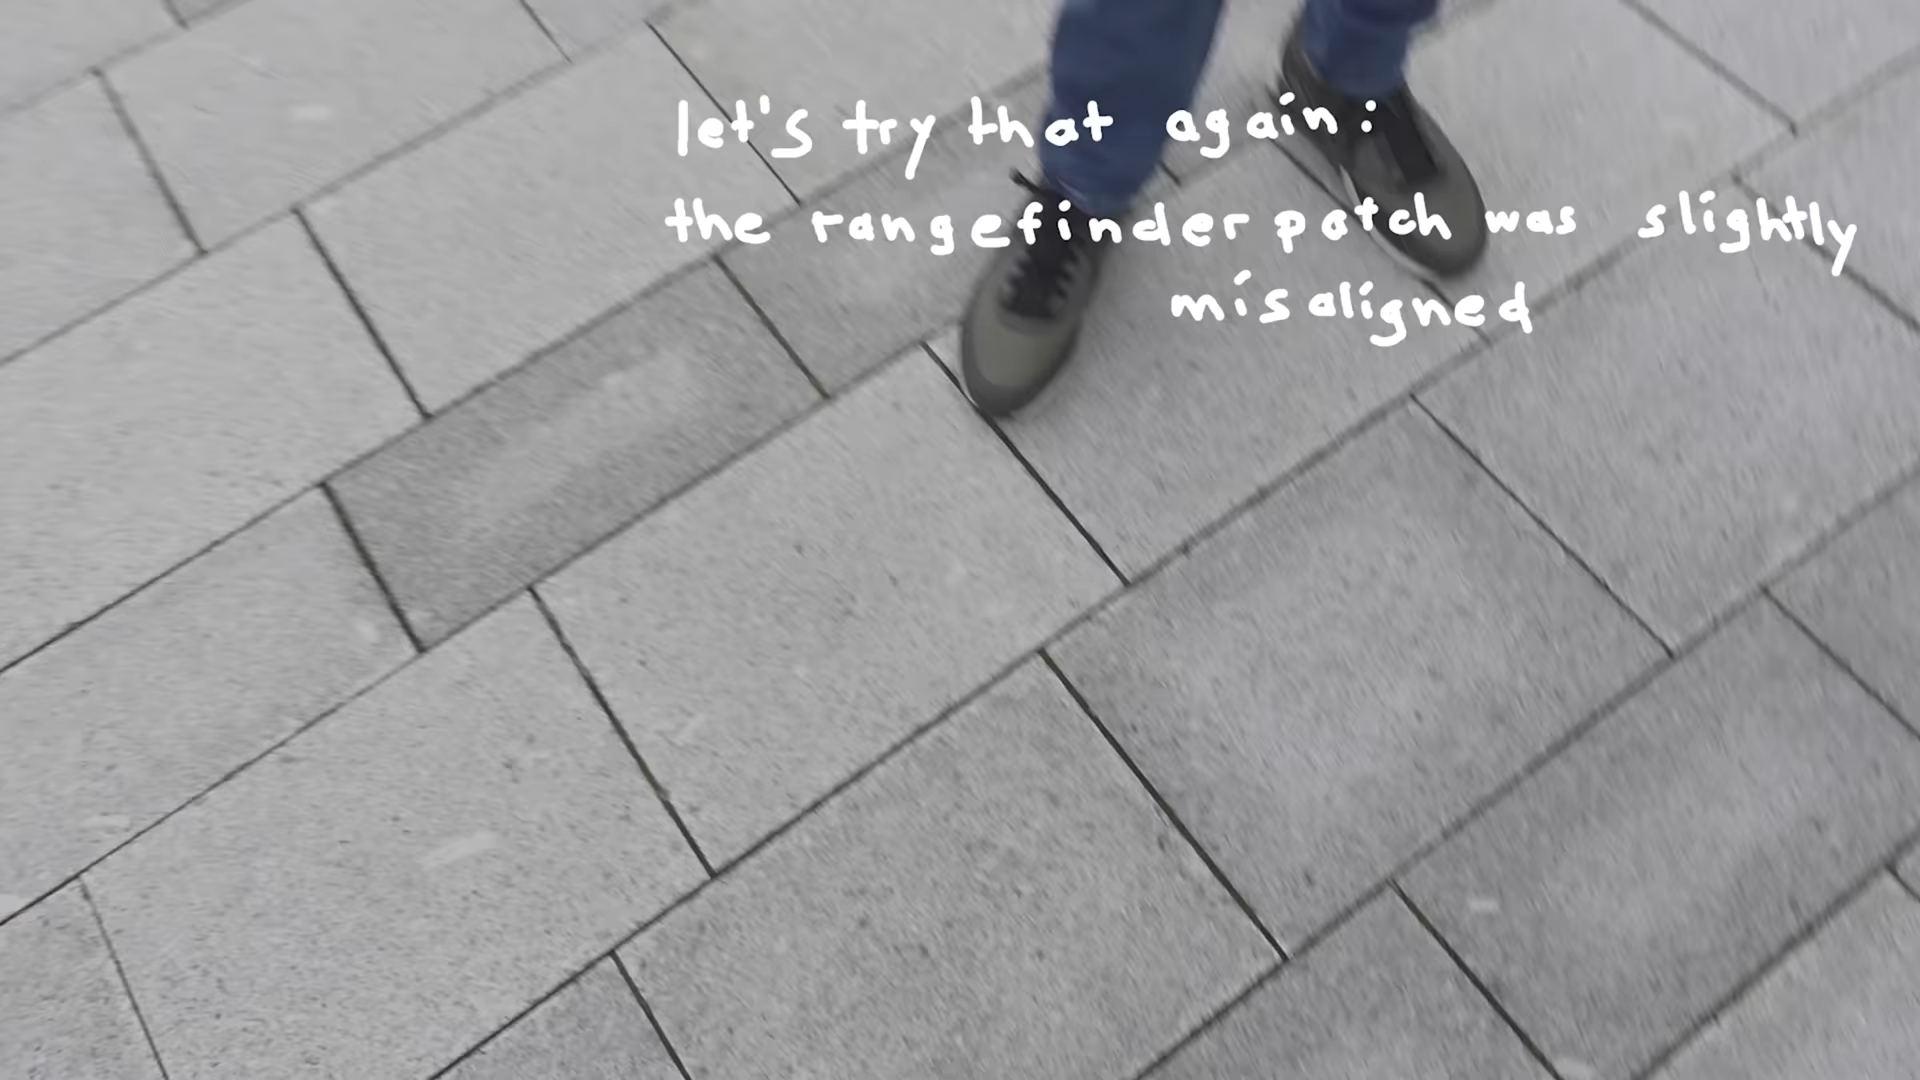 let's try that again:
the rangefinder patch was slightly
misaligned